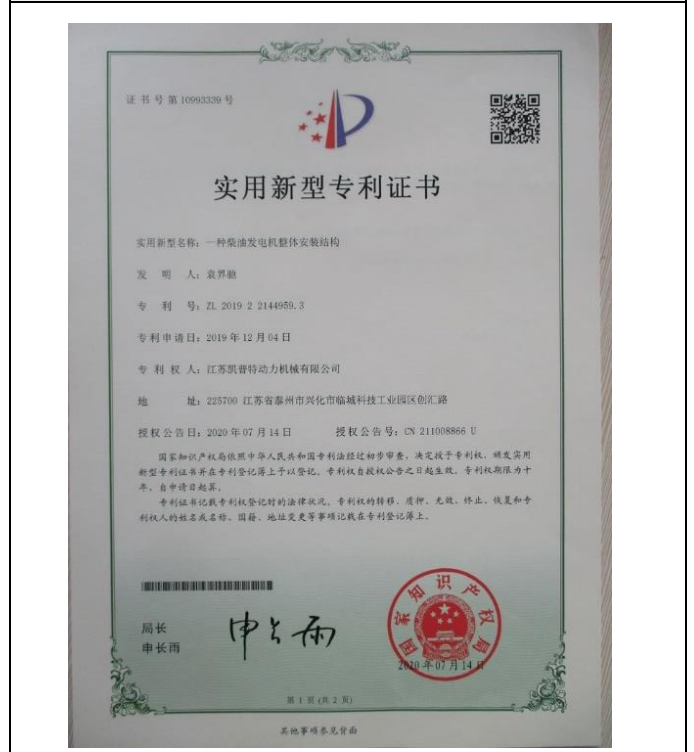 证书号第10993339号
实用新型专利证书
实用新型名称：一种柴油发电机整体安装结构
发明人：袁界驰
专利号：ZL 2019 2 2144959.3
专利申请日：2019年12月04日
专利权人：江苏凯普特动力机械有限公司
地址：225700 江苏省泰州市兴化市临城科技工业园区创汇路
授权公告日：2020年07月14日 授权公告号：CN 211008866 U
国家知识产权局依照中华人民共和国专利法经过初步审查，决定授予专利权，颁发实用
新型专利证书并在专利登记簿上予以登记。专利权自授权公告之日起生效。专利权期限为十
年，自申请日起算。
专利证书记载专利权登记时的法律状况。专利权的转移、质押、无效、终止、恢复和专
利权人的姓名或名称、国籍、地址变更等事项记载在专利登记簿上。
局长
申长雨
申长雨
国家知识产权局
2020年07月14日
第 1 页 (共 2 页)
其他事项参见背面